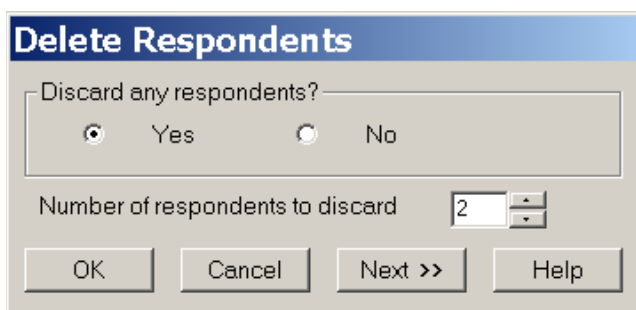 Delete Respondents
Discard any respondents?
Yes No
Number of respondents to discard 2
OK Cancel Next >> Help